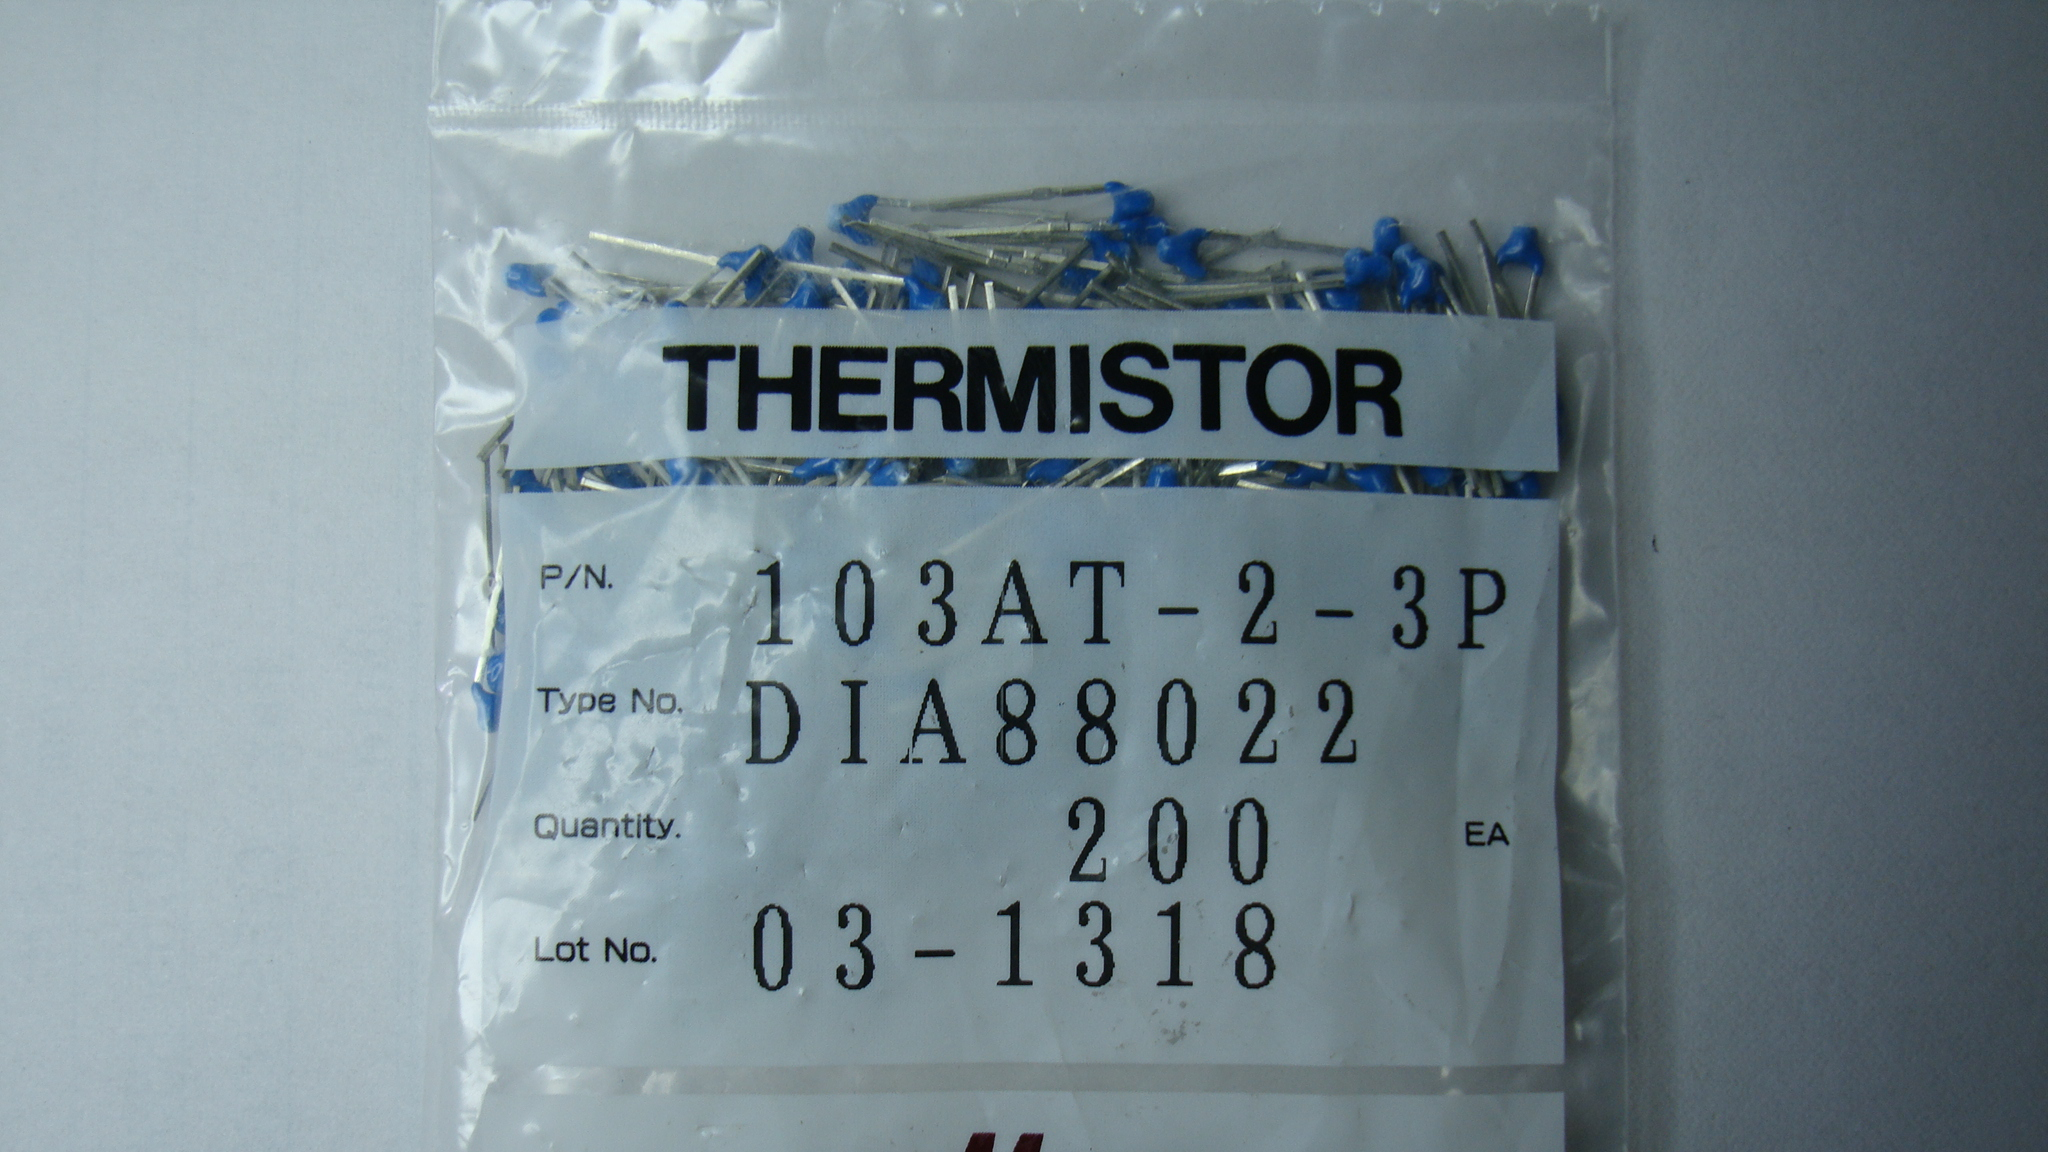 THERMISTOR
P/N. 103AT-2-3P
Type No. DIA88022
Quantity. 200 EA
Lot No. 03-1318